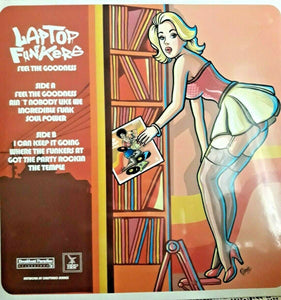 LAPTOP
FUNKERS
FEEL THE GOODNESS
SIDE A
FEEL THE GOODNESS
AIN'T NOBODY LIKE WE
INCREDIBLE FUNK
SOUL POWER
SIDE B
I CAN KEEP IT GOING
WHERE THE FUNKERS AT
GOT THE PARTY ROCKIN
THE TEMPLE